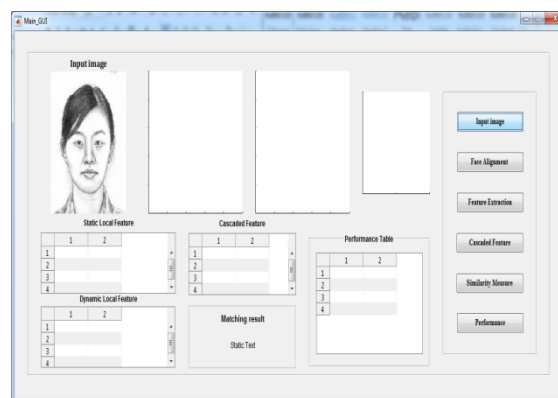 Main_GUI
Input image
Static Local Feature
1 2
1
2
3
4
Cascaded Feature
1 2
1
2
3
4
Dynamic Local Feature
1 2
1
2
3
4
Matching result
Static Text
Performance Table
1 2
1
2
3
4
Input image
Face Alignment
Feature Extraction
Cascaded Feature
Similarity Measure
Performance